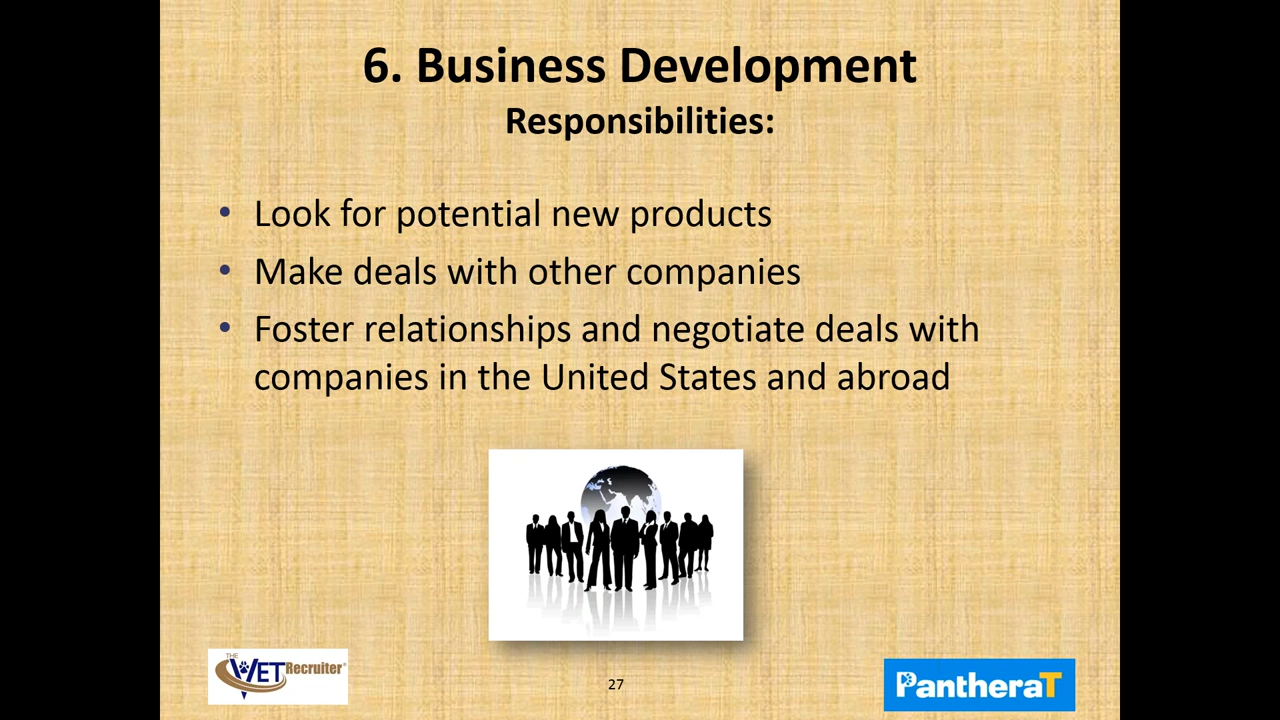 6. Business Development
Responsibilities:
• Look for potential new products
• Make deals with other companies
• Foster relationships and negotiate deals with
companies in the United States and abroad
THE
VET Recruiter®
27
PantheraT